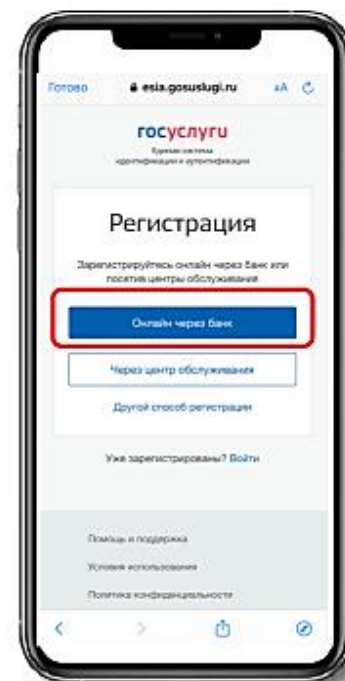 Готово esia.gosuslugi.ru аА
госуслуги
Единая система
идентификации и аутентификации
Регистрация
Зарегистрируйтесь онлайн через банк или
посетив центры обслуживания
Онлайн через банк
Через центр обслуживания
Другой способ регистрации
Уже зарегистрированы? Войти
Помощь и поддержка
Условия использования
Политика конфиденциальности